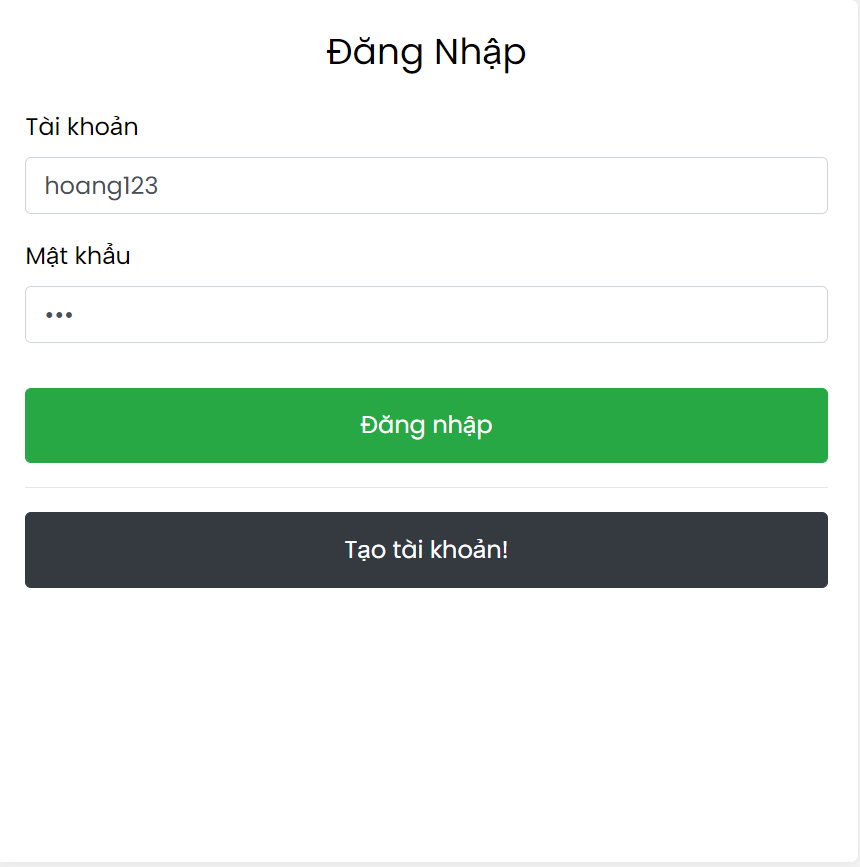 Đăng Nhập
Tài khoản
hoang123
Mật khẩu
•••
Đăng nhập
Tạo tài khoản!